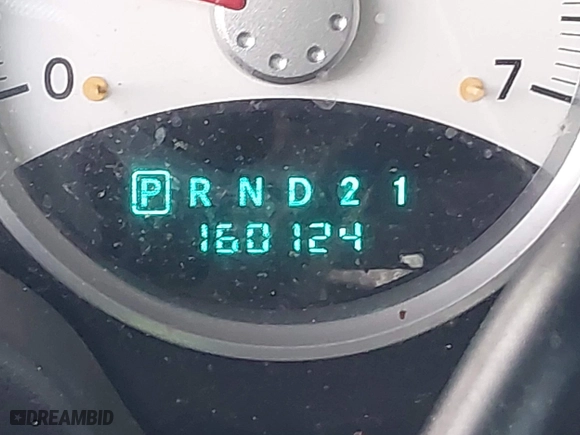 0 7
P R N D 2 1
160124
DREAMBID